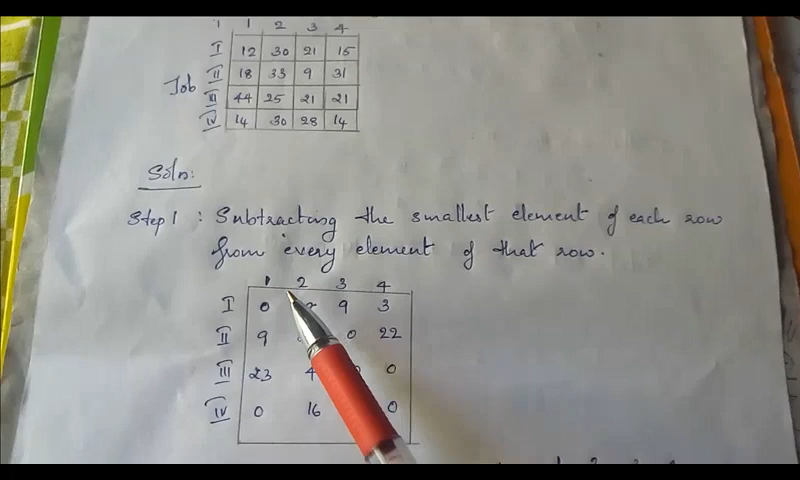 1 2 3 4
I 12 30 21 15
II 18 33 9 31
Job III 44 25 21 21
IV 14 30 28 14
Soln:
Step 1 : Subtracting the smallest element of each row
from every element of that row.
1 2 3 4
I 0 9 3
II 9 0 22
III 23 4 0
IV 0 16 0